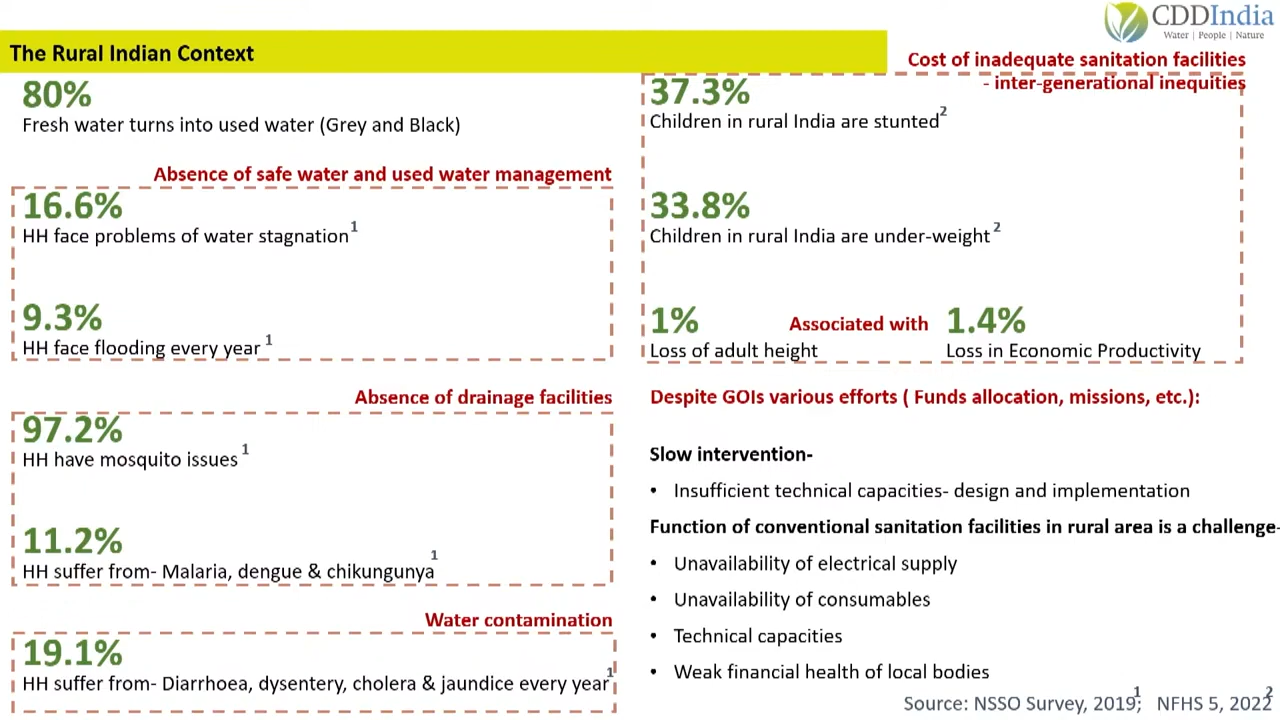 CDDIndia
Water | People | Nature
The Rural Indian Context
80%
Fresh water turns into used water (Grey and Black)
Absence of safe water and used water management
16.6%
HH face problems of water stagnation1
9.3%
HH face flooding every year 1
Absence of drainage facilities
97.2%
HH have mosquito issues 1
11.2%
HH suffer from- Malaria, dengue & chikungunya1
Water contamination
19.1%
HH suffer from- Diarrhoea, dysentery, cholera & jaundice every year1
Cost of inadequate sanitation facilities
- inter-generational inequities
37.3%
Children in rural India are stunted2
33.8%
Children in rural India are under-weight 2
1% Associated with 1.4%
Loss of adult height Loss in Economic Productivity
Despite GOIs various efforts ( Funds allocation, missions, etc.):
Slow intervention-
• Insufficient technical capacities- design and implementation
Function of conventional sanitation facilities in rural area is a challenge-
• Unavailability of electrical supply
• Unavailability of consumables
• Technical capacities
• Weak financial health of local bodies
Source: NSSO Survey, 20191; NFHS 5, 20222